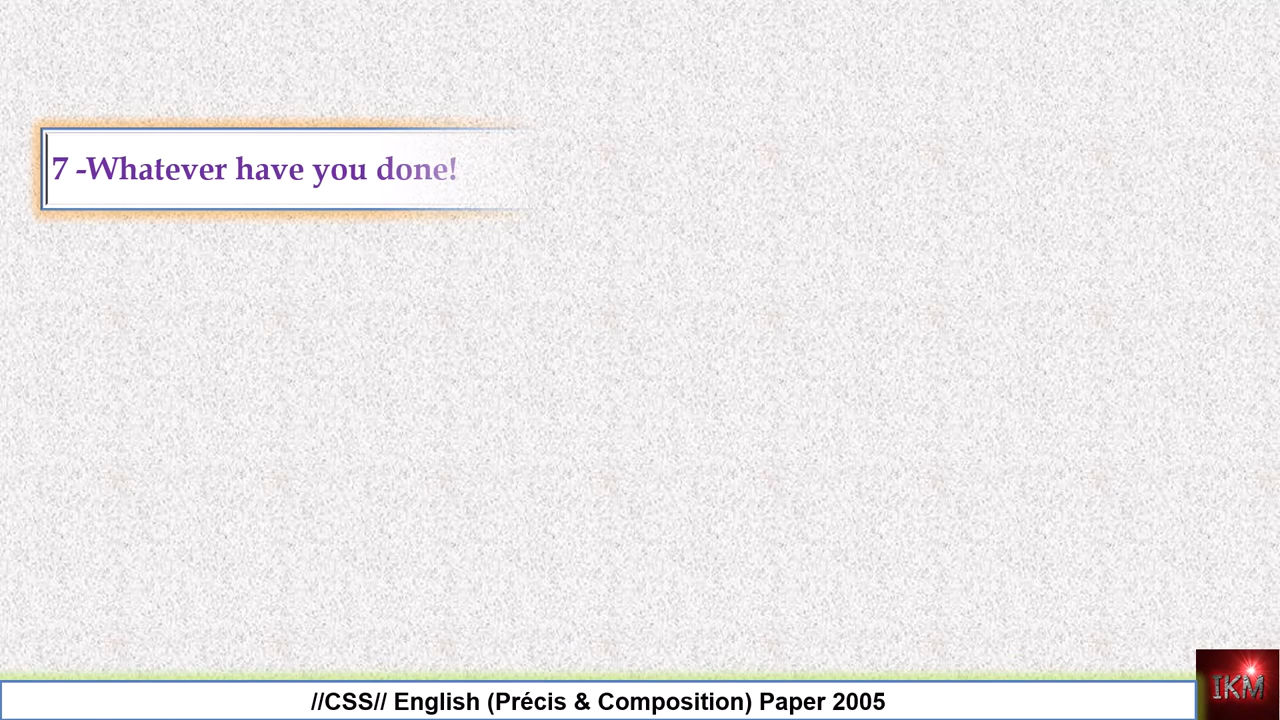 7 -Whatever have you done!
//CSS// English (Précis & Composition) Paper 2005
IKM